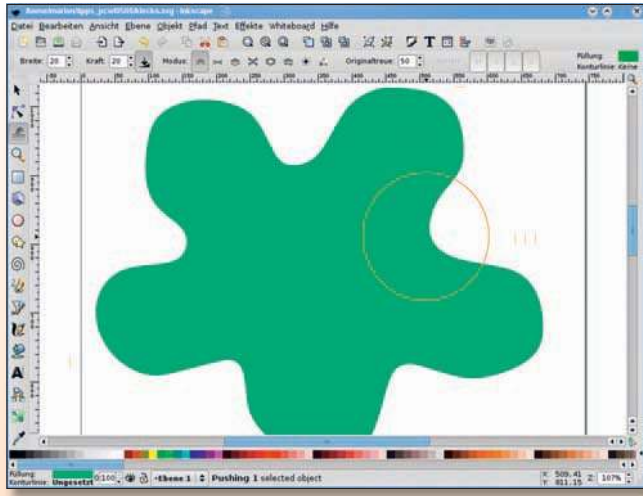 Datei Bearbeiten Ansicht Ebene Objekt Pfad Text Effekte Whiteboard Hilfe
Breite: 20 Kraft: 20 Modus: Originaltreue: 50 Füllung:
Konturlinie: Keine
Füllung:
Konturlinie: Ungesetzt O:100 •Ebene 1 Pushing 1 selected object X: 509.41 Y: 811.15 Z: 107%